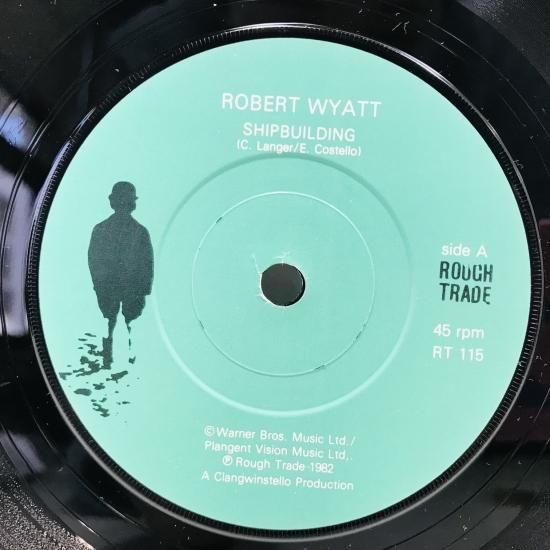 ROBERT WYATT
SHIPBUILDING
(C. Langer/E. Costello)
side A
ROUGH
TRADE
45 rpm
RT 115
©Warner Bros. Music Ltd./
Plangent Vision Music Ltd,.
℗ Rough Trade 1982
A Clangwinstello Production